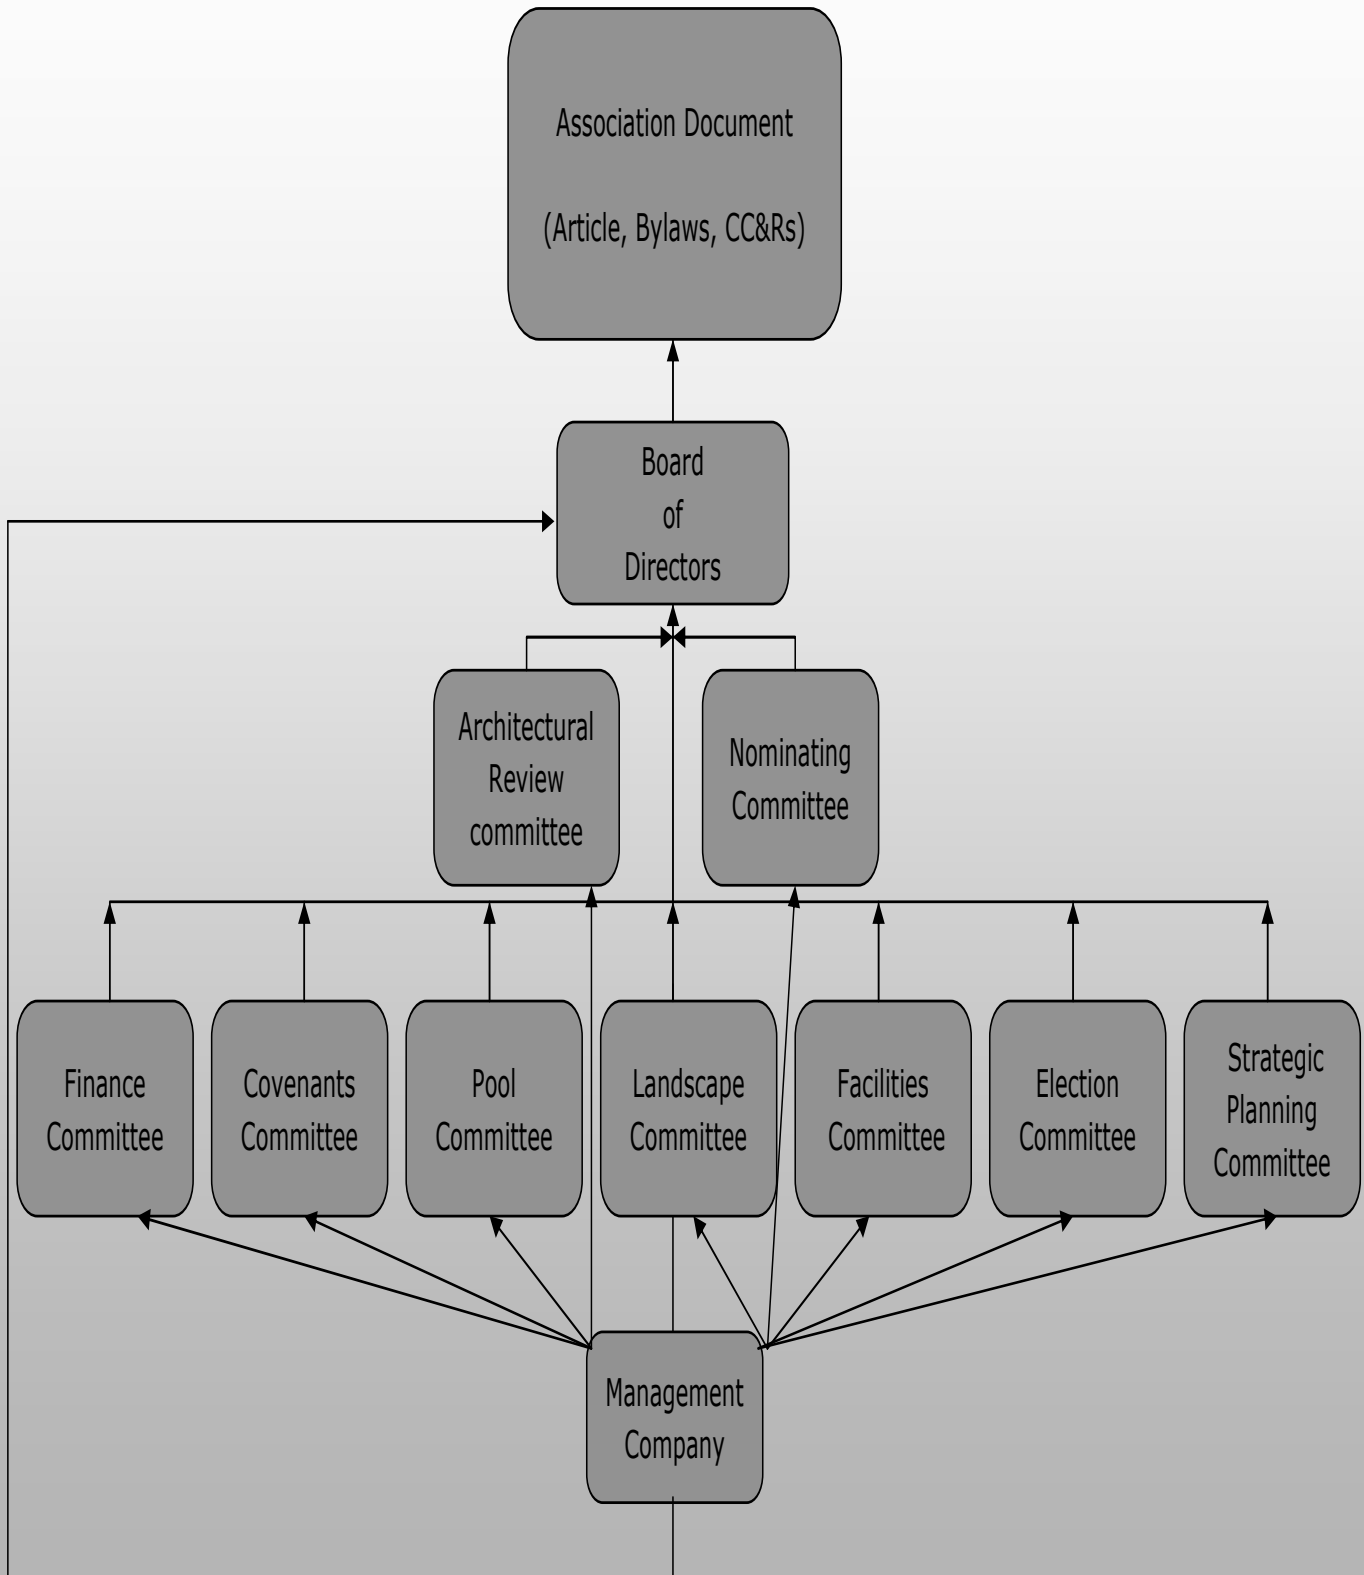 Association Document
(Article, Bylaws, CC&Rs)
Board
of
Directors
Architectural
Review
committee
Nominating
Committee
Finance
Committee
Covenants
Committee
Pool
Committee
Landscape
Committee
Facilities
Committee
Election
Committee
Strategic
Planning
Committee
Management
Company